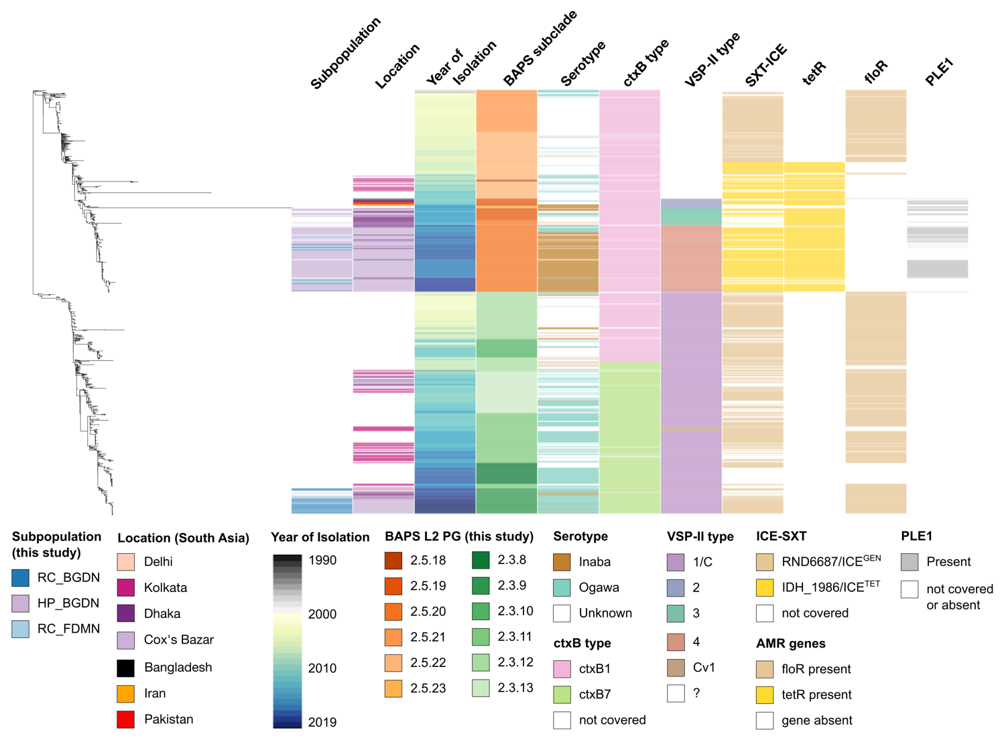 Subpopulation
Location
Year of
Isolation
BAPS subclade
Serotype
ctxB type
VSP-II type
SXT-ICE
tetR
floR
PLE1
Subpopulation
(this study)
RC_BGDN
HP_BGDN
RC_FDMN
Location (South Asia)
Delhi
Kolkata
Dhaka
Cox's Bazar
Bangladesh
Iran
Pakistan
Year of Isolation
1990
2000
2010
2019
BAPS L2 PG (this study)
2.5.18
2.5.19
2.5.20
2.5.21
2.5.22
2.5.23
2.3.8
2.3.9
2.3.10
2.3.11
2.3.12
2.3.13
Serotype
Inaba
Ogawa
Unknown
ctxB type
ctxB1
ctxB7
not covered
VSP-II type
1/C
2
3
4
Cv1
?
ICE-SXT
RND6687/ICE^GEN
IDH_1986/ICE^TET
not covered
AMR genes
floR present
tetR present
gene absent
PLE1
Present
not covered
or absent